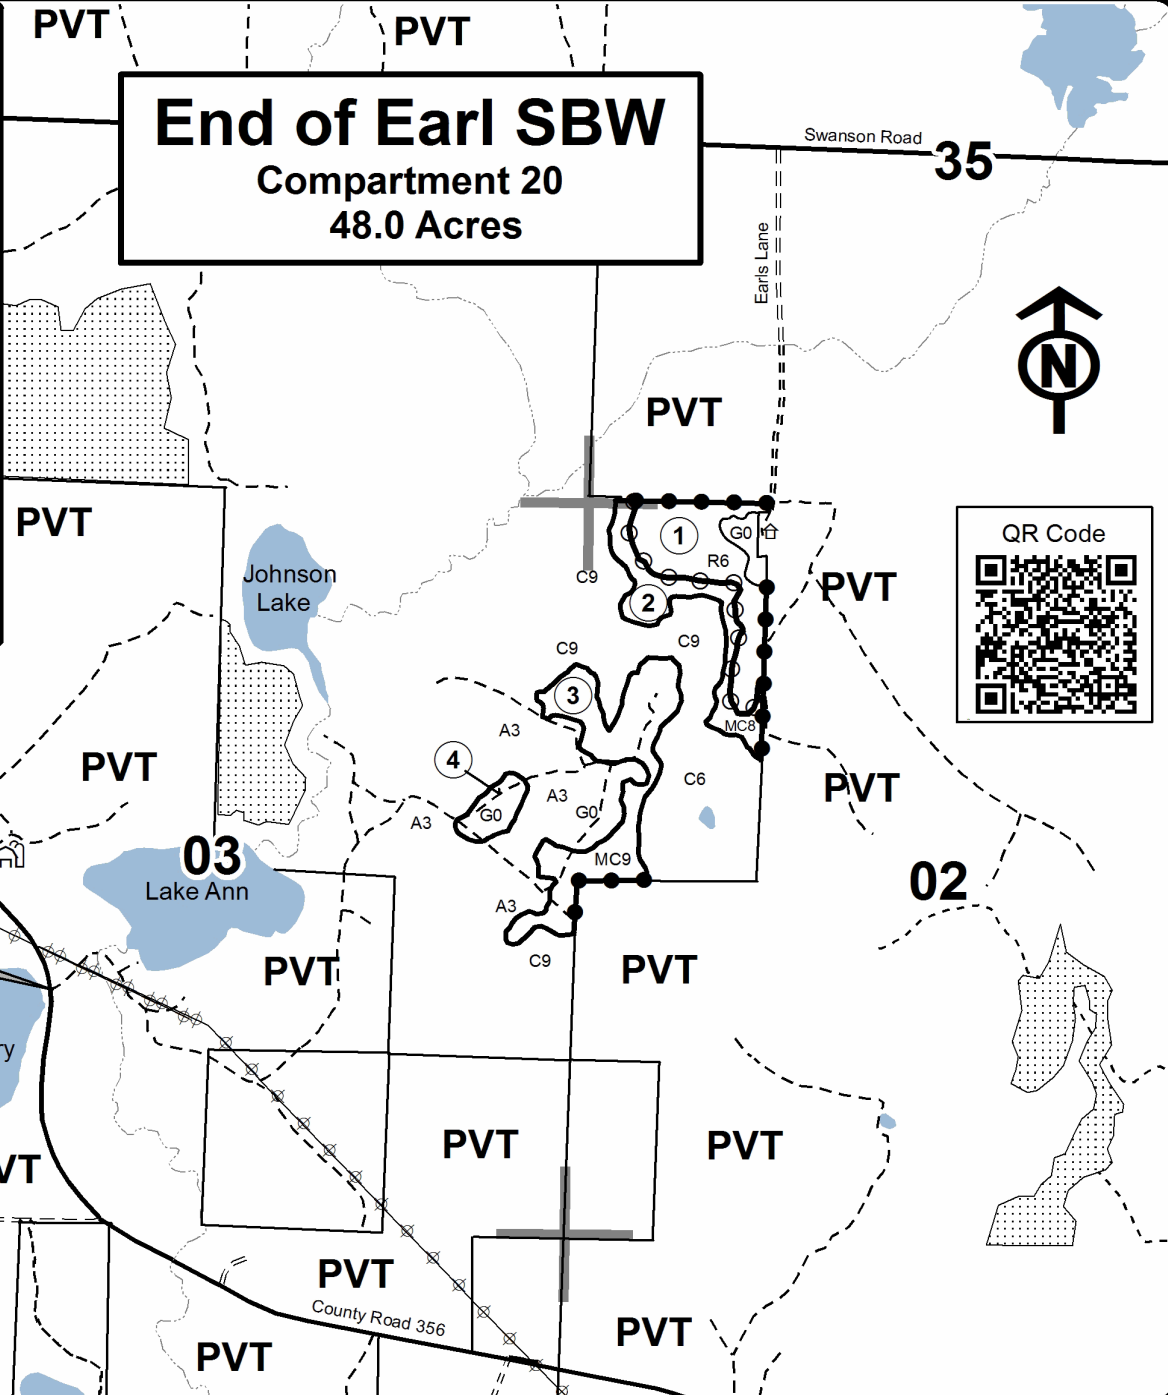 PVT
PVT
End of Earl SBW
Compartment 20
48.0 Acres
Swanson Road
35
Earls Lane
N
PVT
PVT
QR Code
1
G0
R6
Johnson
Lake
C9
PVT
2
C9
C9
3
MC8
A3
4
PVT
C6
PVT
A3
G0
G0
A3
03
MC9
02
Lake Ann
A3
C9
PVT
PVT
ry
PVT
PVT
VT
PVT
County Road 356
PVT
PVT